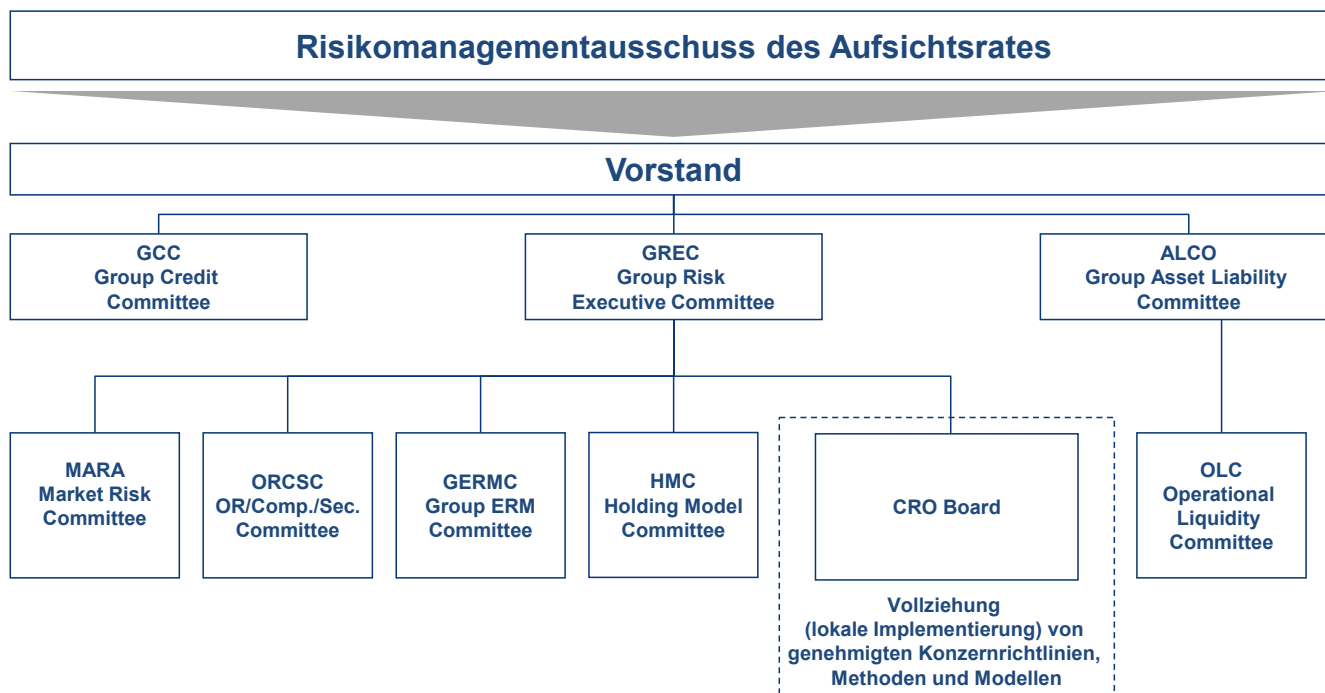 Risikomanagementausschuss des Aufsichtsrates
Vorstand
GCC
Group Credit
Committee
GREC
Group Risk
Executive Committee
ALCO
Group Asset Liability
Committee
MARA
Market Risk
Committee
ORCSC
OR/Comp./Sec.
Committee
GERMC
Group ERM
Committee
HMC
Holding Model
Committee
CRO Board
Vollziehung
(lokale Implementierung) von
genehmigten Konzernrichtlinien,
Methoden und Modellen
OLC
Operational
Liquidity
Committee